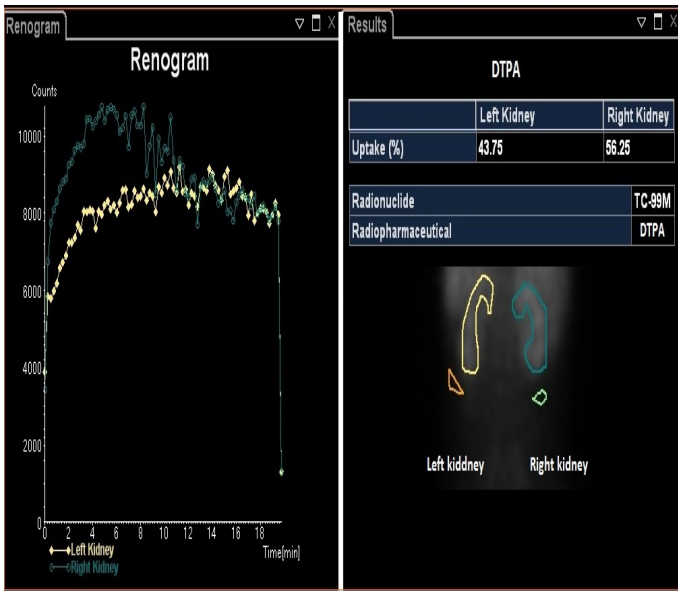 Renogram
Renogram
Counts
10000
8000
6000
4000
2000
0
0 2 4 6 8 10 12 14 16 18
Time[min]
Left Kidney
Right Kidney
Results
DTPA
Left Kidney Right Kidney
Uptake (%) 43.75 56.25
Radionuclide TC-99M
Radiopharmaceutical DTPA
Left kiddney Right kidney